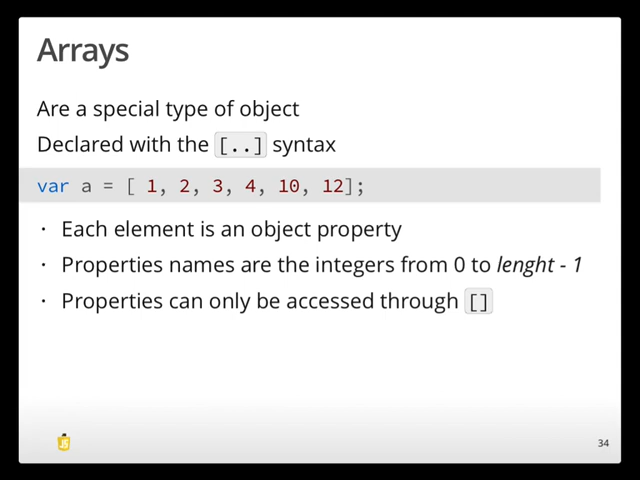 Arrays
Are a special type of object
Declared with the [..] syntax
var a = [ 1, 2, 3, 4, 10, 12];
· Each element is an object property
· Properties names are the integers from 0 to lenght - 1
· Properties can only be accessed through []
JS
34